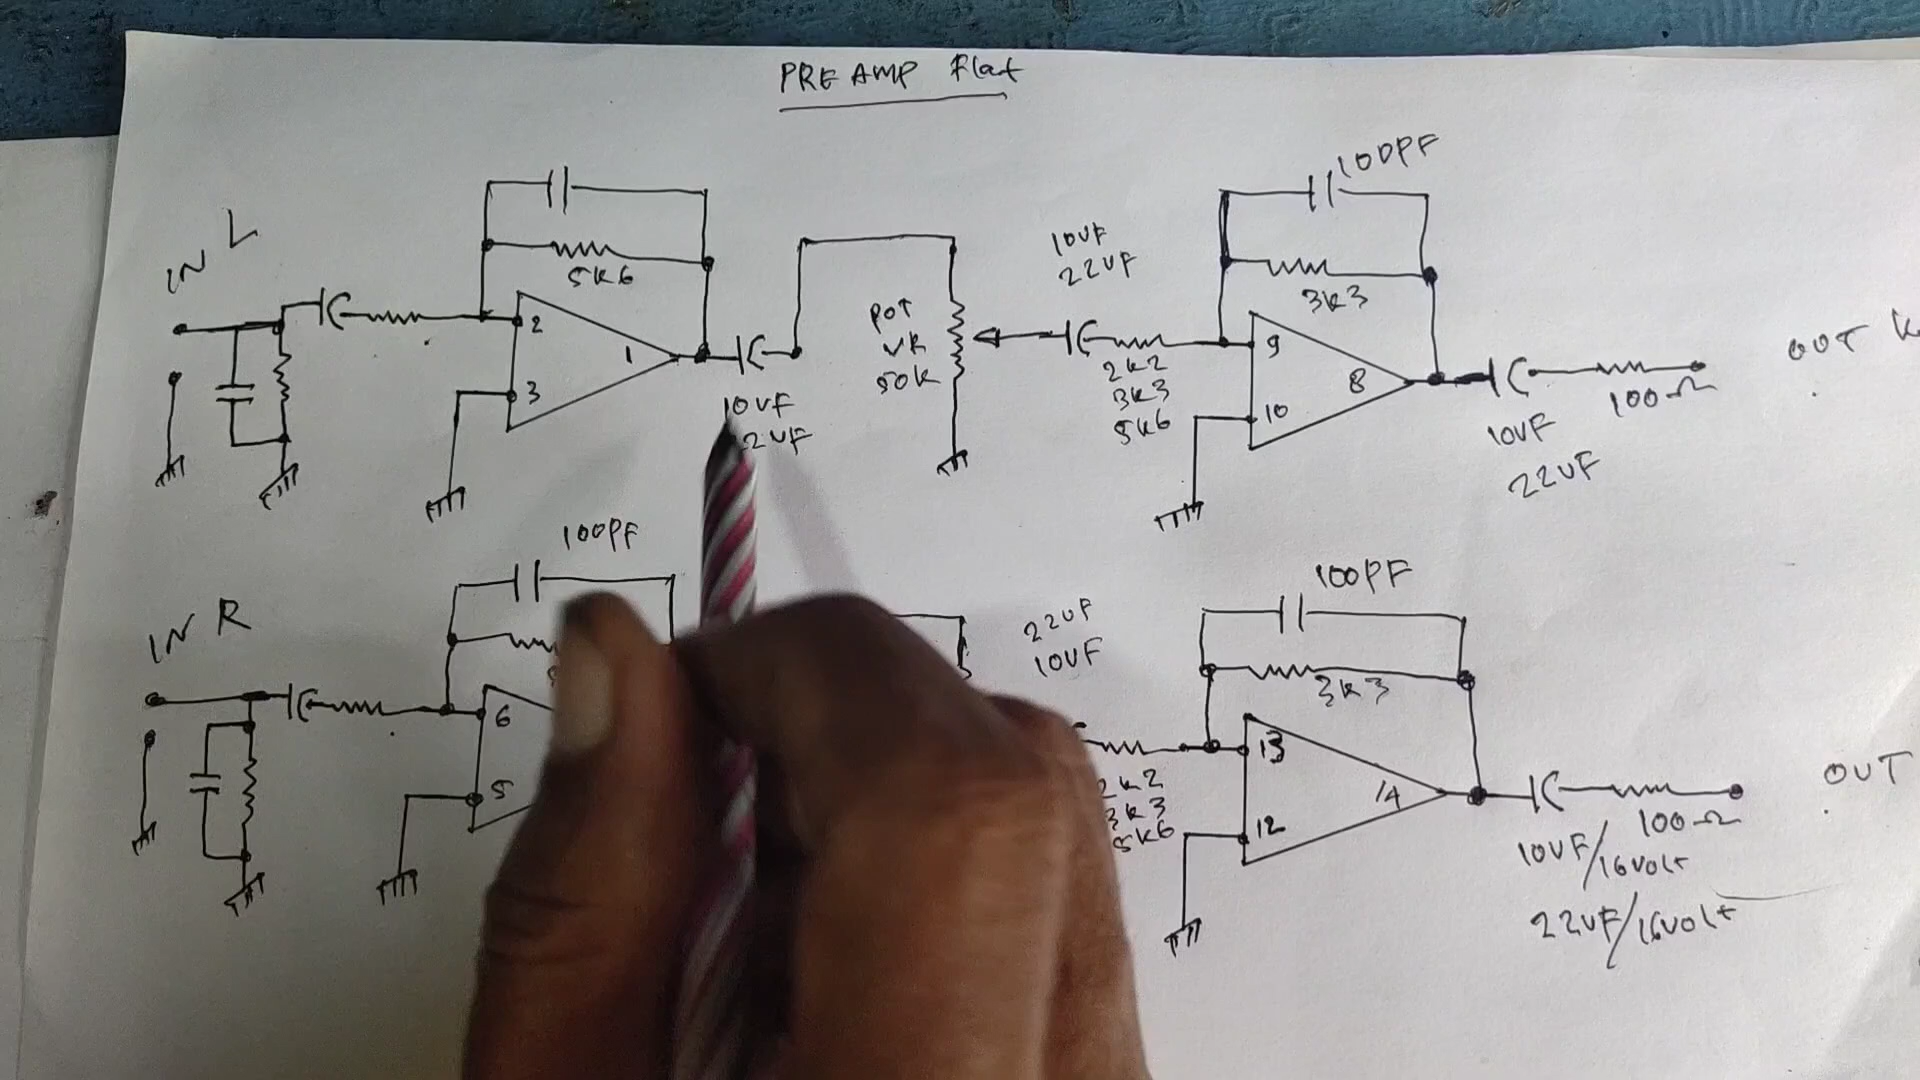 PRE AMP Flat
IN L
5K6
2
1
3
10UF
2UF
POT
VR
50K
10UF
22UF
2K2
3K3
5K6
100PF
3K3
9
8
10
10UF
22UF
100Ω
OUT
IN R
100PF
6
5
22UF
10UF
2K2
3K3
5K6
100PF
3K3
13
14
12
100Ω
10UF/16VOLT
22UF/16VOLT
OUT